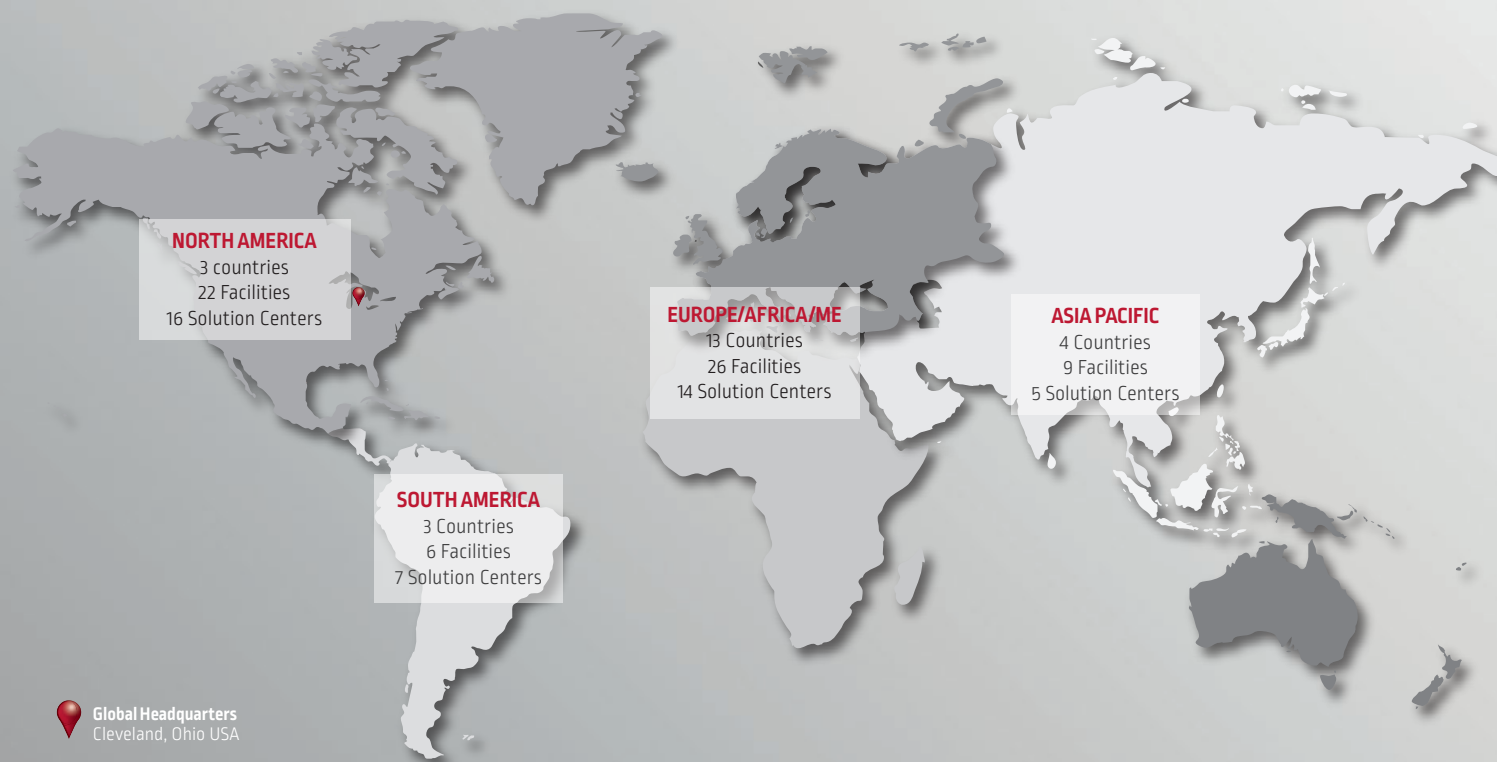 NORTH AMERICA
3 countries
22 Facilities
16 Solution Centers
EUROPE/AFRICA/ME
13 Countries
26 Facilities
14 Solution Centers
ASIA PACIFIC
4 Countries
9 Facilities
5 Solution Centers
SOUTH AMERICA
3 Countries
6 Facilities
7 Solution Centers
Global Headquarters
Cleveland, Ohio USA